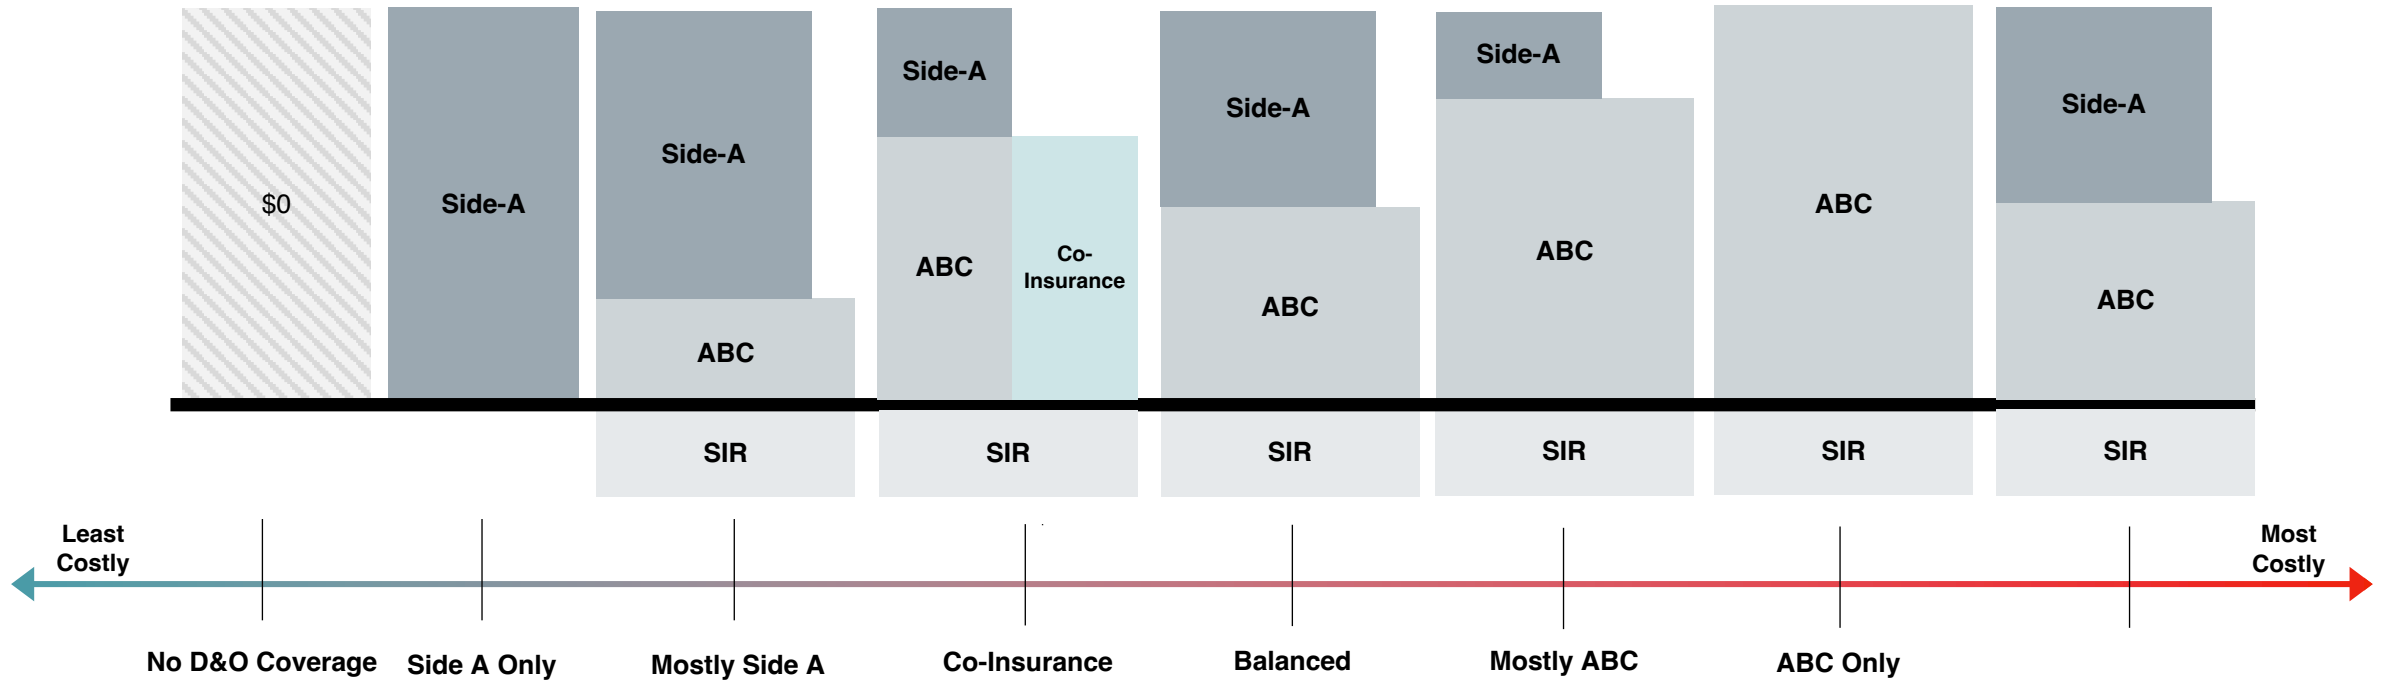 $0
Side-A
Side-A
ABC
SIR
Side-A
ABC
Co-
Insurance
SIR
Side-A
ABC
SIR
Side-A
ABC
SIR
ABC
SIR
Side-A
ABC
SIR
Least
Costly
Most
Costly
No D&O Coverage
Side A Only
Mostly Side A
Co-Insurance
Balanced
Mostly ABC
ABC Only